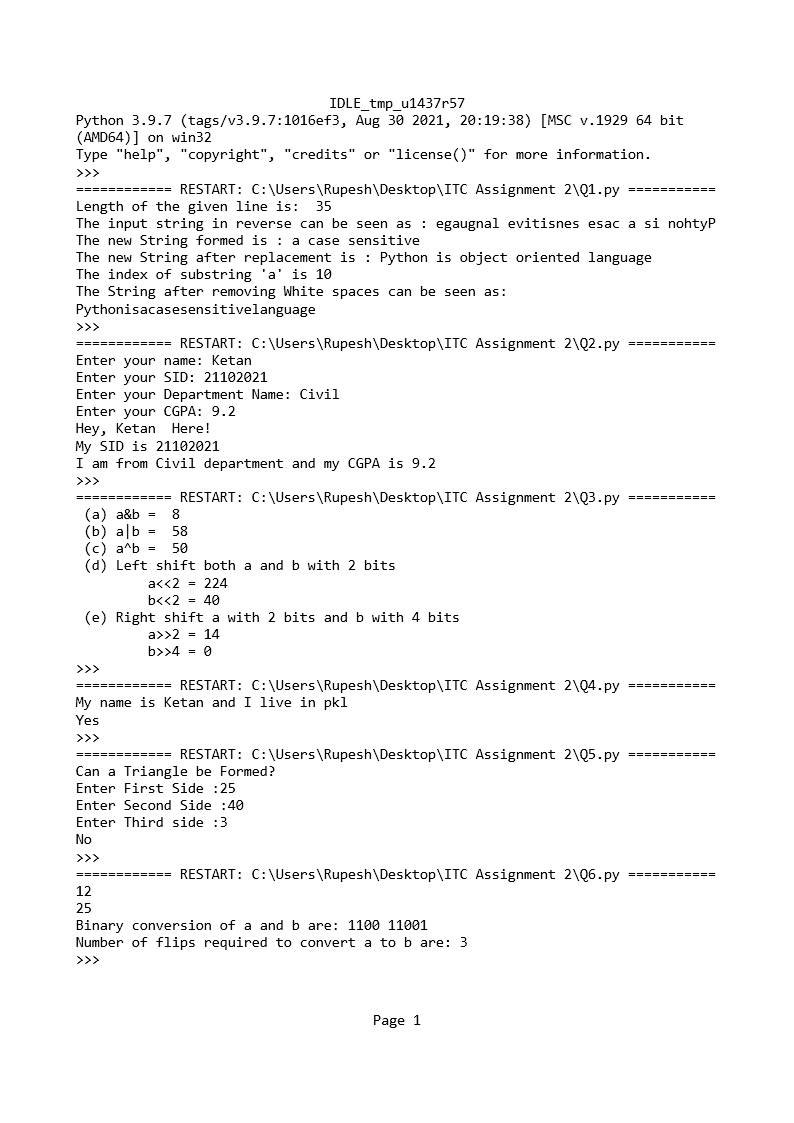 IDLE_tmp_u1437r57
Python 3.9.7 (tags/v3.9.7:1016ef3, Aug 30 2021, 20:19:38) [MSC v.1929 64 bit
(AMD64)] on win32
Type "help", "copyright", "credits" or "license()" for more information.
>>>
============ RESTART: C:\Users\Rupesh\Desktop\ITC Assignment 2\Q1.py ===========
Length of the given line is:  35
The input string in reverse can be seen as : egaugnal evitisnes esac a si nohtyP
The new String formed is : a case sensitive
The new String after replacement is : Python is object oriented language
The index of substring 'a' is 10
The String after removing White spaces can be seen as:
Pythonisacasesensitivelanguage
>>>
============ RESTART: C:\Users\Rupesh\Desktop\ITC Assignment 2\Q2.py ===========
Enter your name: Ketan
Enter your SID: 21102021
Enter your Department Name: Civil
Enter your CGPA: 9.2
Hey, Ketan  Here!
My SID is 21102021
I am from Civil department and my CGPA is 9.2
>>>
============ RESTART: C:\Users\Rupesh\Desktop\ITC Assignment 2\Q3.py ===========
 (a) a&b =  8
 (b) a|b =  58
 (c) a^b =  50
 (d) Left shift both a and b with 2 bits
         a<<2 = 224
         b<<2 = 40
 (e) Right shift a with 2 bits and b with 4 bits
         a>>2 = 14
         b>>4 = 0
>>>
============ RESTART: C:\Users\Rupesh\Desktop\ITC Assignment 2\Q4.py ===========
My name is Ketan and I live in pkl
Yes
>>>
============ RESTART: C:\Users\Rupesh\Desktop\ITC Assignment 2\Q5.py ===========
Can a Triangle be Formed?
Enter First Side :25
Enter Second Side :40
Enter Third side :3
No
>>>
============ RESTART: C:\Users\Rupesh\Desktop\ITC Assignment 2\Q6.py ===========
12
25
Binary conversion of a and b are: 1100 11001
Number of flips required to convert a to b are: 3
>>>
Page 1